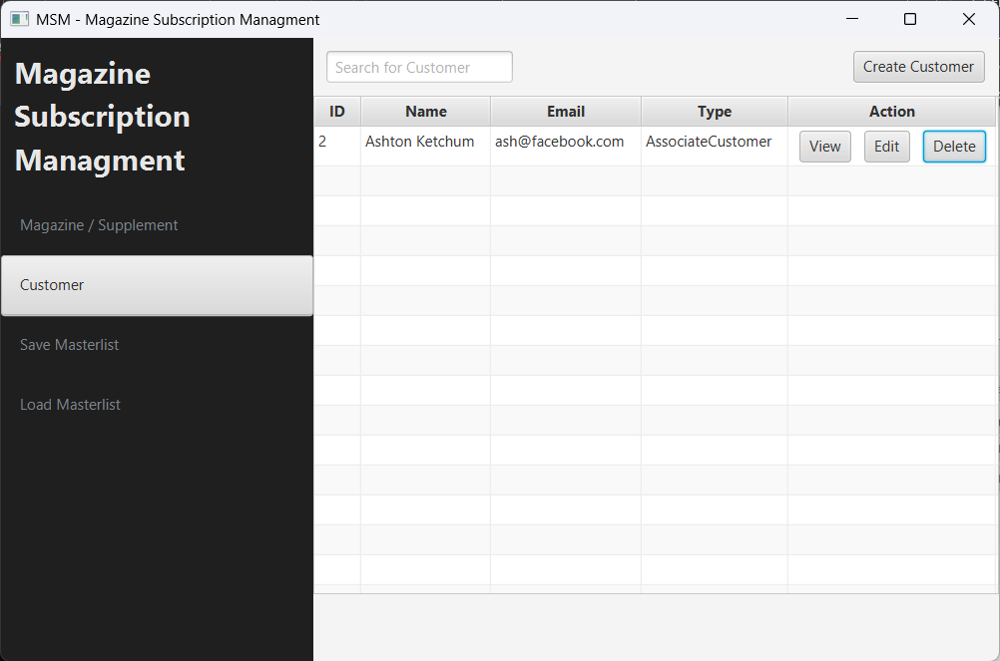 MSM - Magazine Subscription Managment
Magazine
Subscription
Managment
Magazine / Supplement
Customer
Save Masterlist
Load Masterlist
Search for Customer
Create Customer
ID Name Email Type Action
2 Ashton Ketchum ash@facebook.com AssociateCustomer View Edit Delete